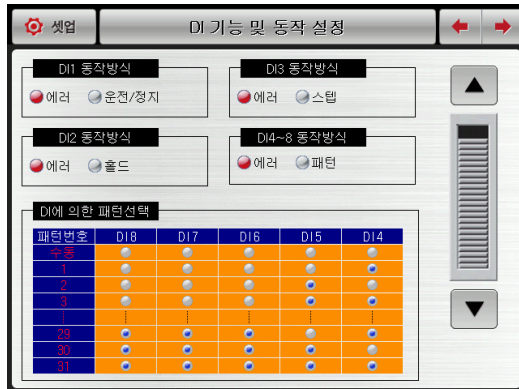 셋업
DI 기능 및 동작 설정
DI1 동작방식
에러 운전/정지
DI3 동작방식
에러 스텝
DI2 동작방식
에러 홀드
DI4~8 동작방식
에러 패턴
DI에 의한 패턴선택
패턴번호 DI8 DI7 DI6 DI5 DI4
수동
1
2
3
29
30
31